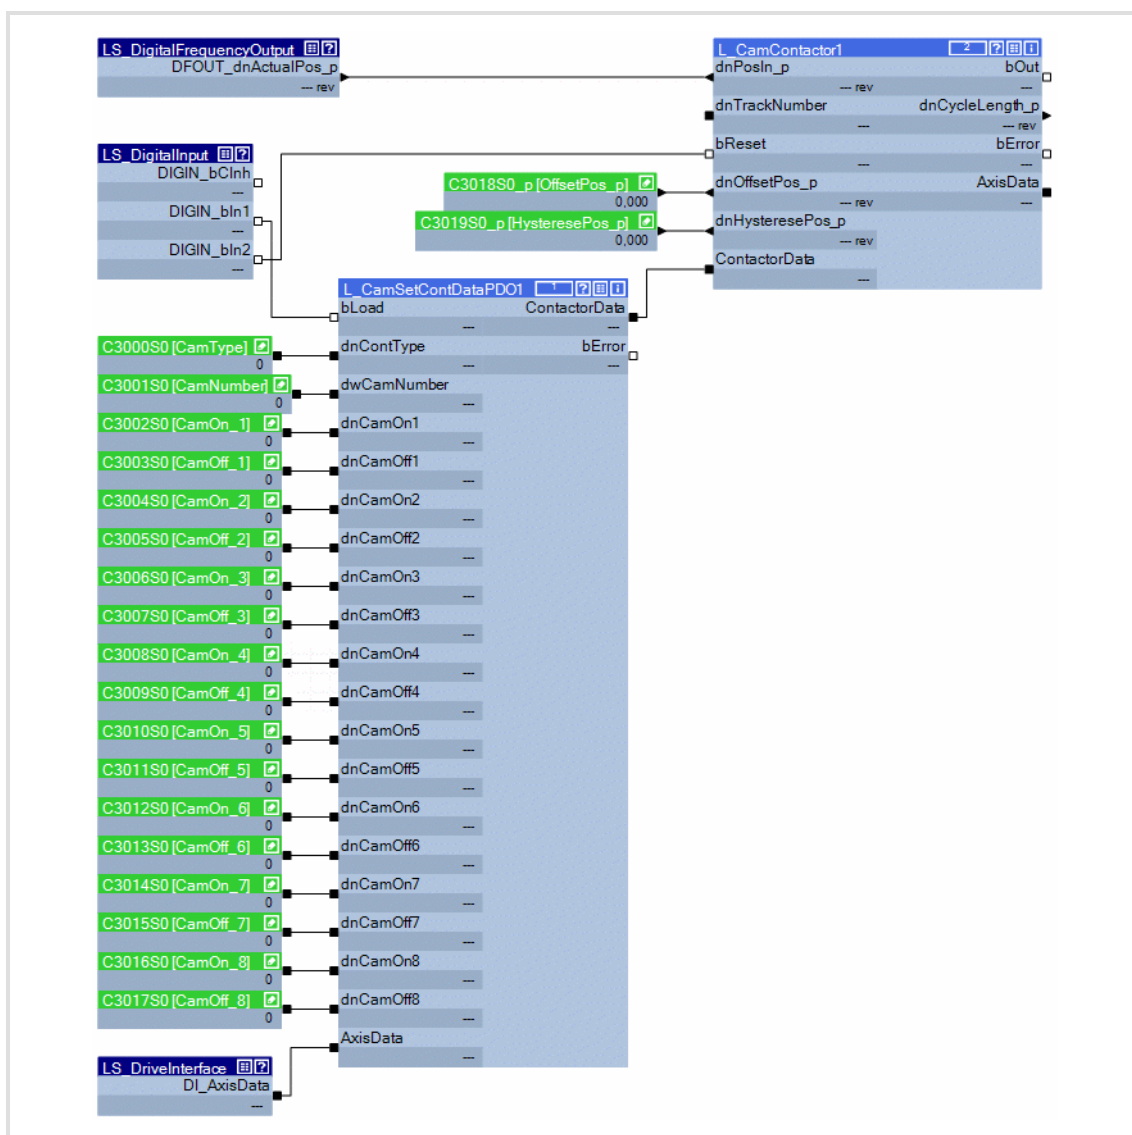 LS_DigitalFrequencyOutput
DFOUT_dnActualPos_p
--- rev
LS_DigitalInput
DIGIN_bCInh
---
DIGIN_bIn1
---
DIGIN_bIn2
---
L_CamContactor1 2
dnPosIn_p bOut
--- rev ---
dnTrackNumber dnCycleLength_p
--- --- rev
bReset bError
--- ---
dnOffsetPos_p AxisData
--- rev ---
dnHysteresePos_p
--- rev
ContactorData
---
C3018S0_p [OffsetPos_p]
0,000
C3019S0_p [HysteresePos_p]
0,000
L_CamSetContDataPDO1 1
bLoad ContactorData
--- ---
dnContType bError
--- ---
dwCamNumber
---
dnCamOn1
---
dnCamOff1
---
dnCamOn2
---
dnCamOff2
---
dnCamOn3
---
dnCamOff3
---
dnCamOn4
---
dnCamOff4
---
dnCamOn5
---
dnCamOff5
---
dnCamOn6
---
dnCamOff6
---
dnCamOn7
---
dnCamOff7
---
dnCamOn8
---
dnCamOff8
---
AxisData
---
C3000S0 [CamType]
0
C3001S0 [CamNumber]
0
C3002S0 [CamOn_1]
0
C3003S0 [CamOff_1]
0
C3004S0 [CamOn_2]
0
C3005S0 [CamOff_2]
0
C3006S0 [CamOn_3]
0
C3007S0 [CamOff_3]
0
C3008S0 [CamOn_4]
0
C3009S0 [CamOff_4]
0
C3010S0 [CamOn_5]
0
C3011S0 [CamOff_5]
0
C3012S0 [CamOn_6]
0
C3013S0 [CamOff_6]
0
C3014S0 [CamOn_7]
0
C3015S0 [CamOff_7]
0
C3016S0 [CamOn_8]
0
C3017S0 [CamOff_8]
0
LS_DriveInterface
DI_AxisData
---